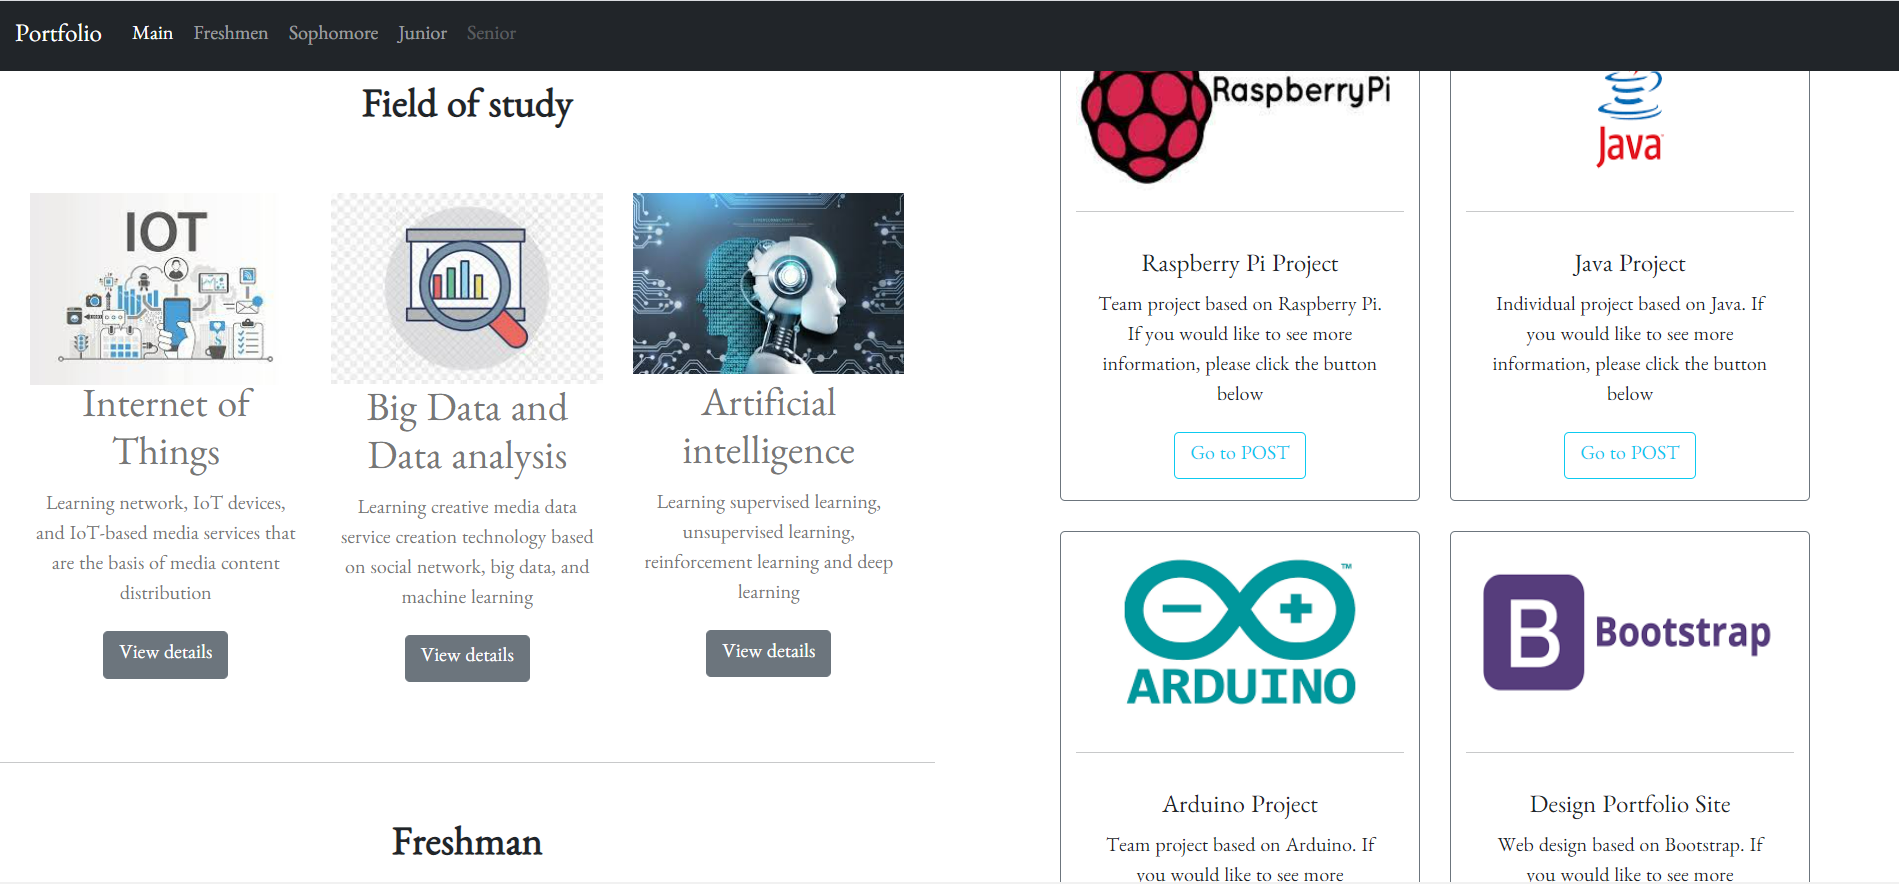 Portfolio Main Freshmen Sophomore Junior Senior
Field of study
IOT
Internet of
Things
Learning network, IoT devices,
and IoT-based media services that
are the basis of media content
distribution
View details
Big Data and
Data analysis
Learning creative media data
service creation technology based
on social network, big data, and
machine learning
View details
Artificial
intelligence
Learning supervised learning,
unsupervised learning,
reinforcement learning and deep
learning
View details
Freshman
RaspberryPi
Raspberry Pi Project
Team project based on Raspberry Pi.
If you would like to see more
information, please click the button
below
Go to POST
Java
Java Project
Individual project based on Java. If
you would like to see more
information, please click the button
below
Go to POST
ARDUINO
TM
Arduino Project
Team project based on Arduino. If
you would like to see more
B Bootstrap
Design Portfolio Site
Web design based on Bootstrap. If
you would like to see more